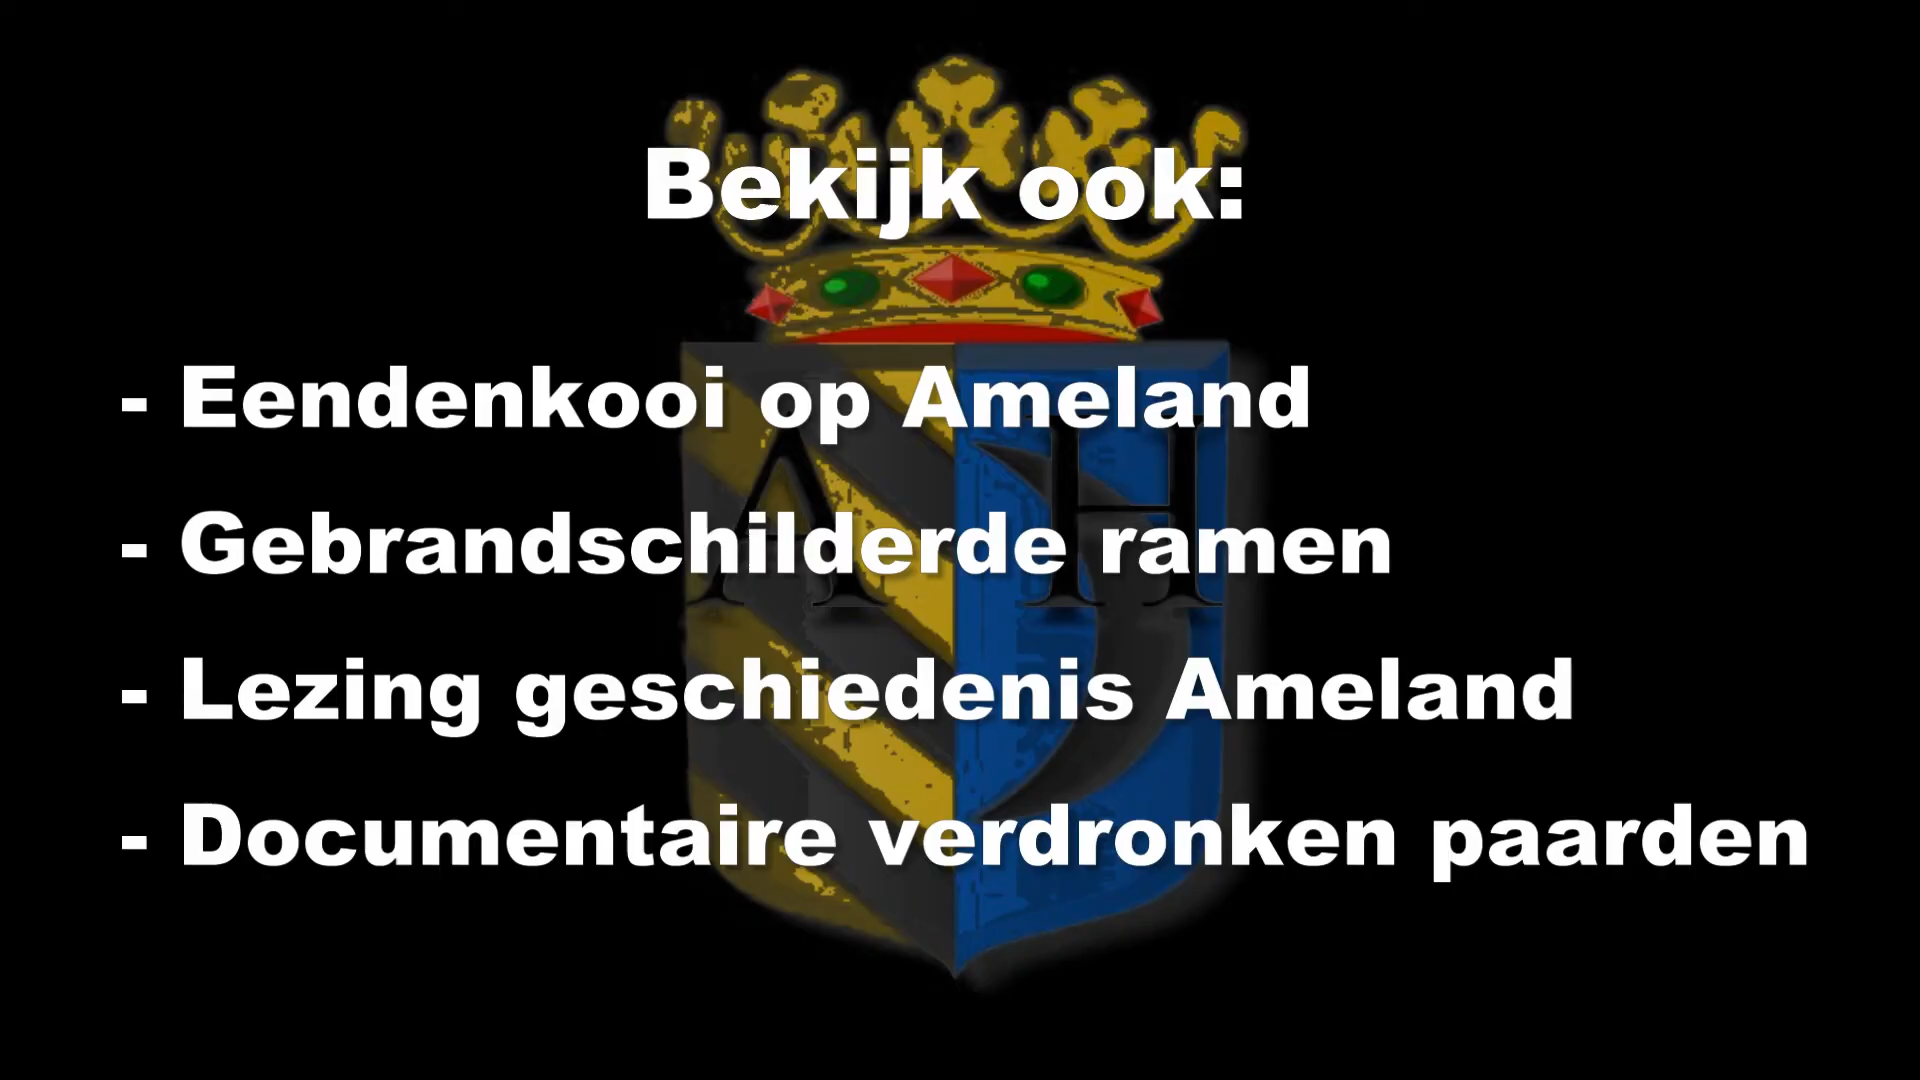 Bekijk ook:
- Eendenkooi op Ameland
A H
- Gebrandschilderde ramen
- Lezing geschiedenis Ameland
- Documentaire verdronken paarden